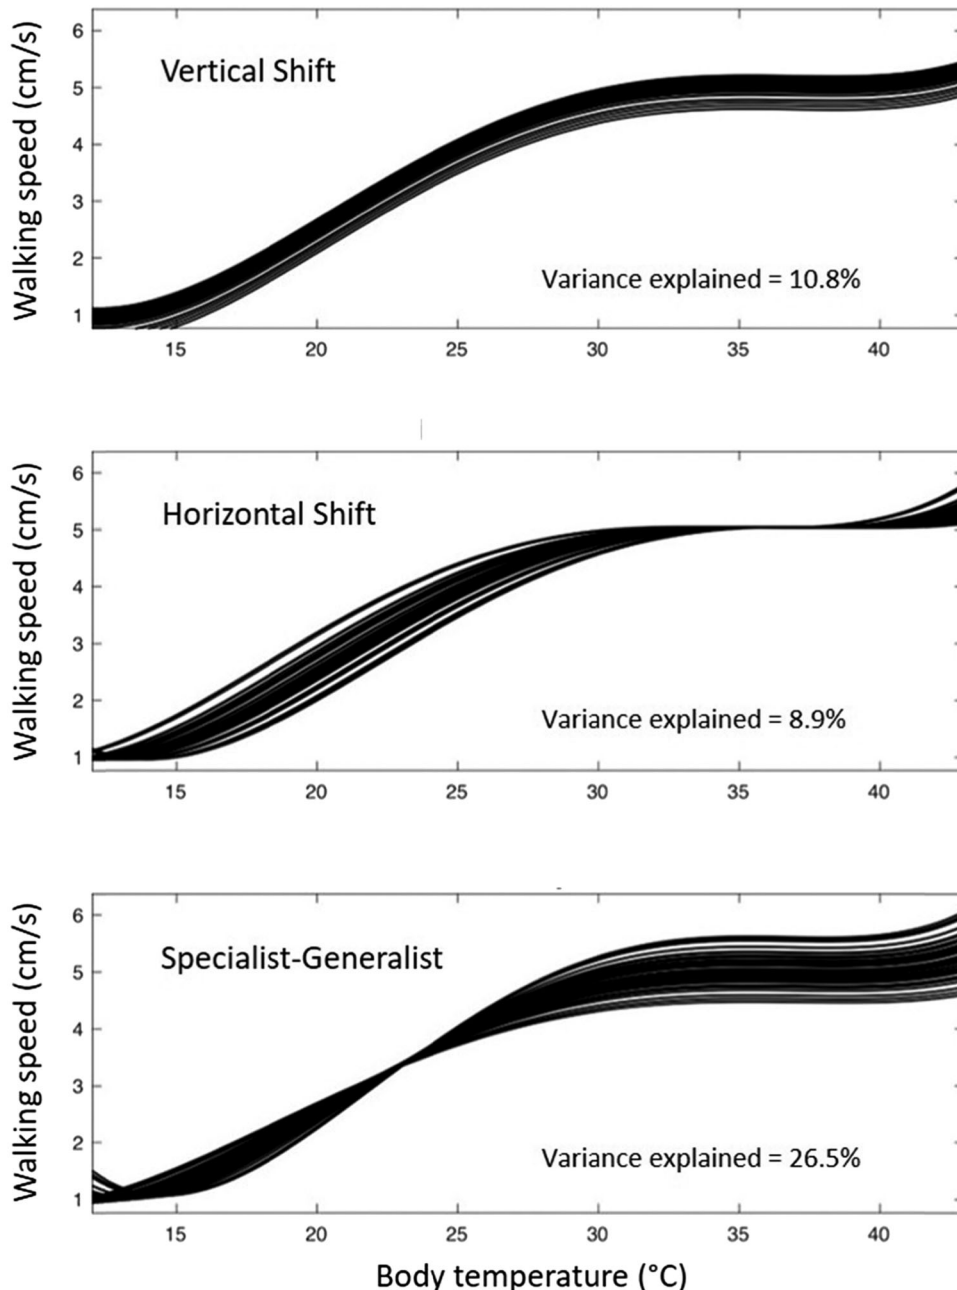 Walking speed (cm/s)
6
5
4
3
2
1
Vertical Shift
Variance explained = 10.8%
15 20 25 30 35 40
Walking speed (cm/s)
6
5
4
3
2
1
Horizontal Shift
Variance explained = 8.9%
15 20 25 30 35 40
Walking speed (cm/s)
6
5
4
3
2
1
Specialist-Generalist
Variance explained = 26.5%
15 20 25 30 35 40
Body temperature (°C)